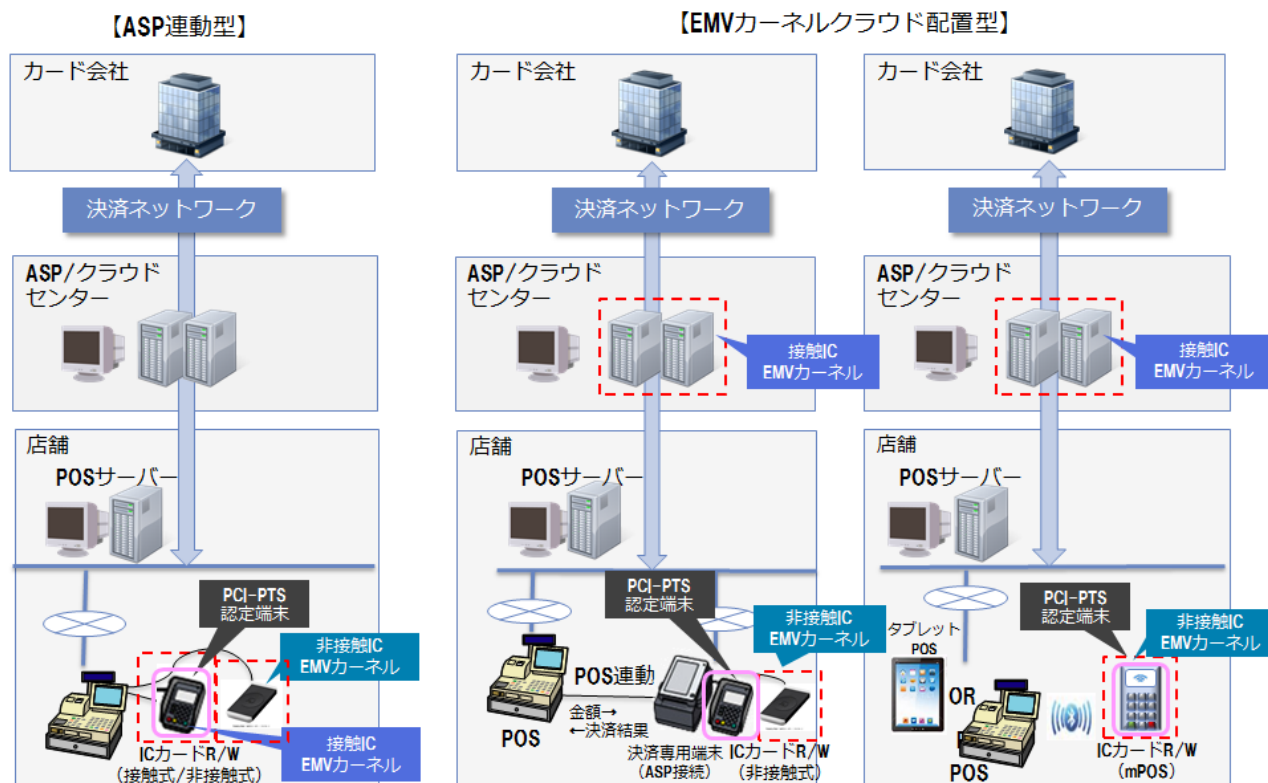 【ASP連動型】
【EMVカーネルクラウド配置型】
カード会社
決済ネットワーク
ASP/クラウド
センター
店舗
POSサーバー
PCI-PTS
認定端末
非接触IC
EMVカーネル
ICカードR/W
(接触式/非接触式)
接触IC
EMVカーネル
カード会社
決済ネットワーク
ASP/クラウド
センター
接触IC
EMVカーネル
店舗
POSサーバー
PCI-PTS
認定端末
非接触IC
EMVカーネル
POS連動
金額→
←決済結果
POS
決済専用端末
(ASP接続)
ICカードR/W
(非接触式)
カード会社
決済ネットワーク
ASP/クラウド
センター
接触IC
EMVカーネル
店舗
POSサーバー
PCI-PTS
認定端末
非接触IC
EMVカーネル
タブレット
POS
OR
POS
ICカードR/W
(mPOS)